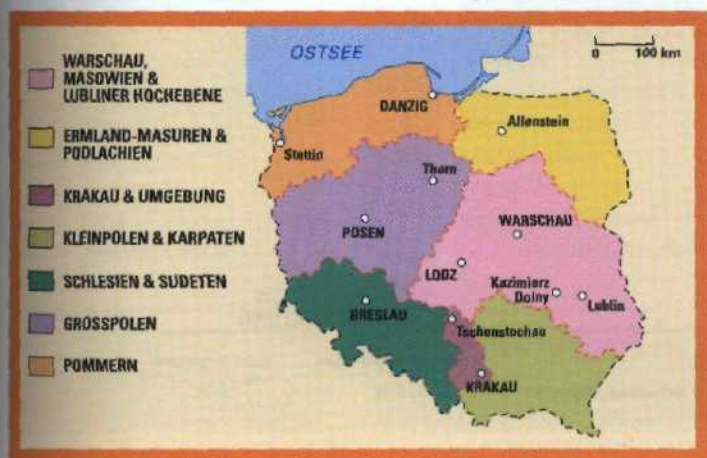 WARSCHAU,
MASOWIEN &
LUBLINER HOCHEBENE
ERMLAND-MASUREN &
PODLACHIEN
KRAKAU & UMGEBUNG
KLEINPOLEN & KARPATEN
SCHLESIEN & SUDETEN
GROSSPOLEN
POMMERN
OSTSEE
0 100 km
DANZIG
Allenstein
Stettin
Thorn
POSEN
WARSCHAU
LODZ
Kazimierz
Dolny
Lublin
BRESLAU
Tschenstochau
KRAKAU